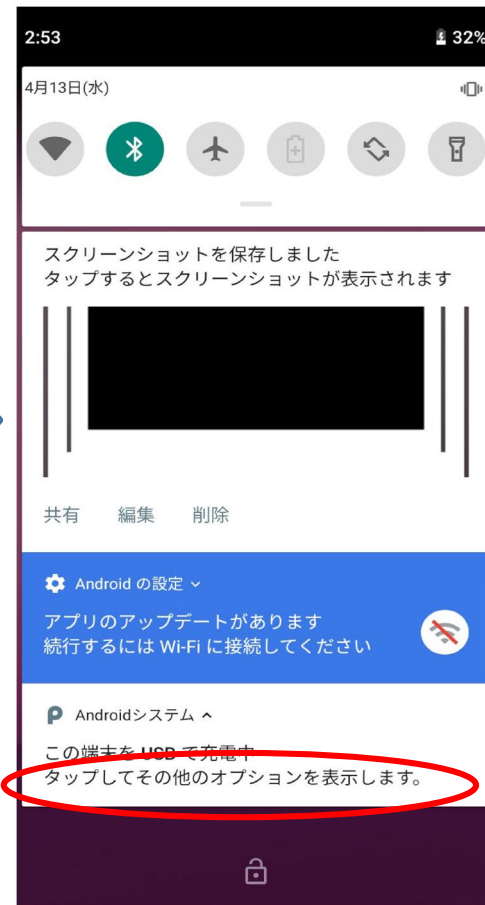 2:53
32%
4月13日(水)
スクリーンショットを保存しました
タップするとスクリーンショットが表示されます
共有 編集 削除
Android の設定
アプリのアップデートがあります
続行するには Wi-Fi に接続してください
Androidシステム
この端末を USB で充電中
タップしてその他のオプションを表示します。